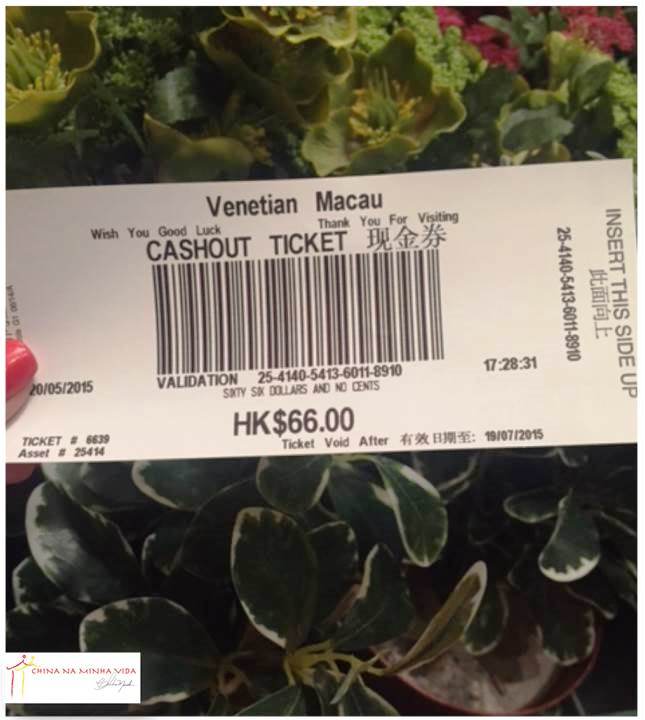 Venetian Macau
Wish You Good Luck
Thank You For Visiting
CASHOUT TICKET 现金券
VALIDATION 25-4140-5413-6011-8910
SIXTY SIX DOLLARS AND NO CENTS
HK$66.00
20/05/2015
17:28:31
TICKET # 6639
Asset # 25414
Ticket Void After 有效日期至: 19/07/2015
25-4140-5413-6011-8910
此面向上
INSERT THIS SIDE UP
CHINA NA MINHA VIDA